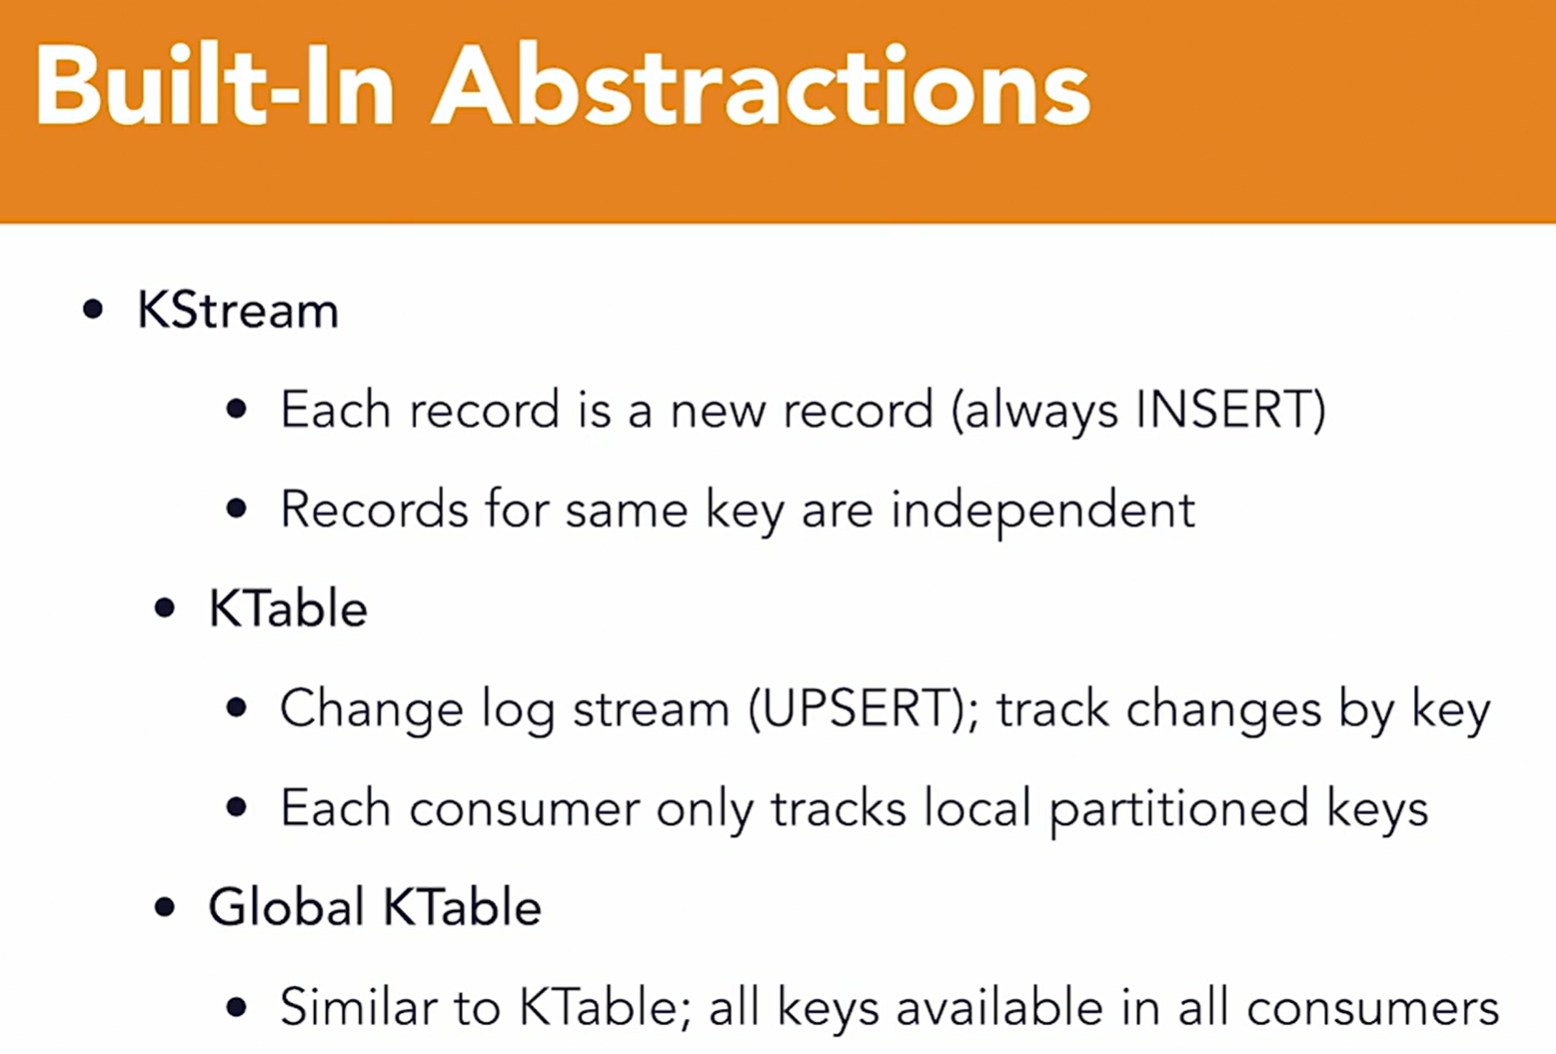 Built-In Abstractions
KStream
Each record is a new record (always INSERT)
Records for same key are independent
KTable
Change log stream (UPSERT); track changes by key
Each consumer only tracks local partitioned keys
Global KTable
Similar to KTable; all keys available in all consumers